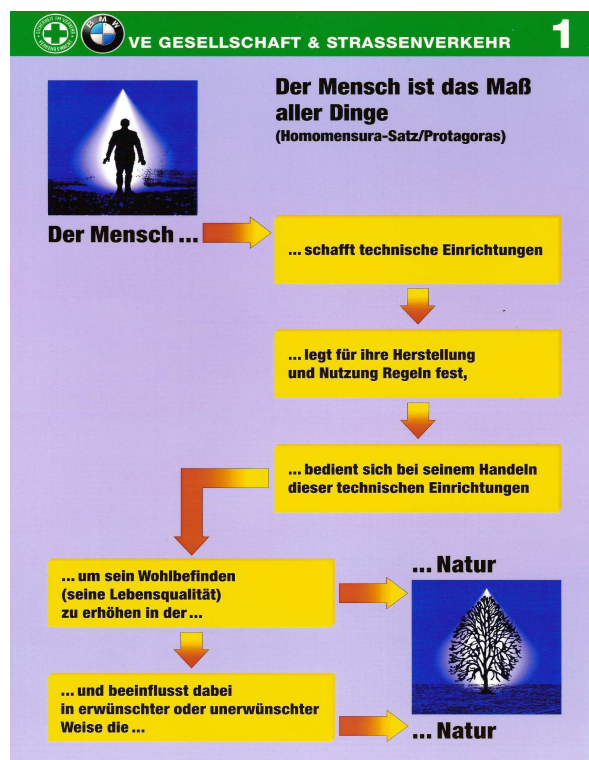 BMW
VE GESELLSCHAFT & STRASSENVERKEHR
1
Der Mensch ist das Maß
aller Dinge
(Homomensura-Satz/Protagoras)
Der Mensch ...
... schafft technische Einrichtungen
... legt für ihre Herstellung
und Nutzung Regeln fest,
... bedient sich bei seinem Handeln
dieser technischen Einrichtungen
... um sein Wohlbefinden
(seine Lebensqualität)
zu erhöhen in der ...
... Natur
... und beeinflusst dabei
in erwünschter oder unerwünschter
Weise die ...
... Natur